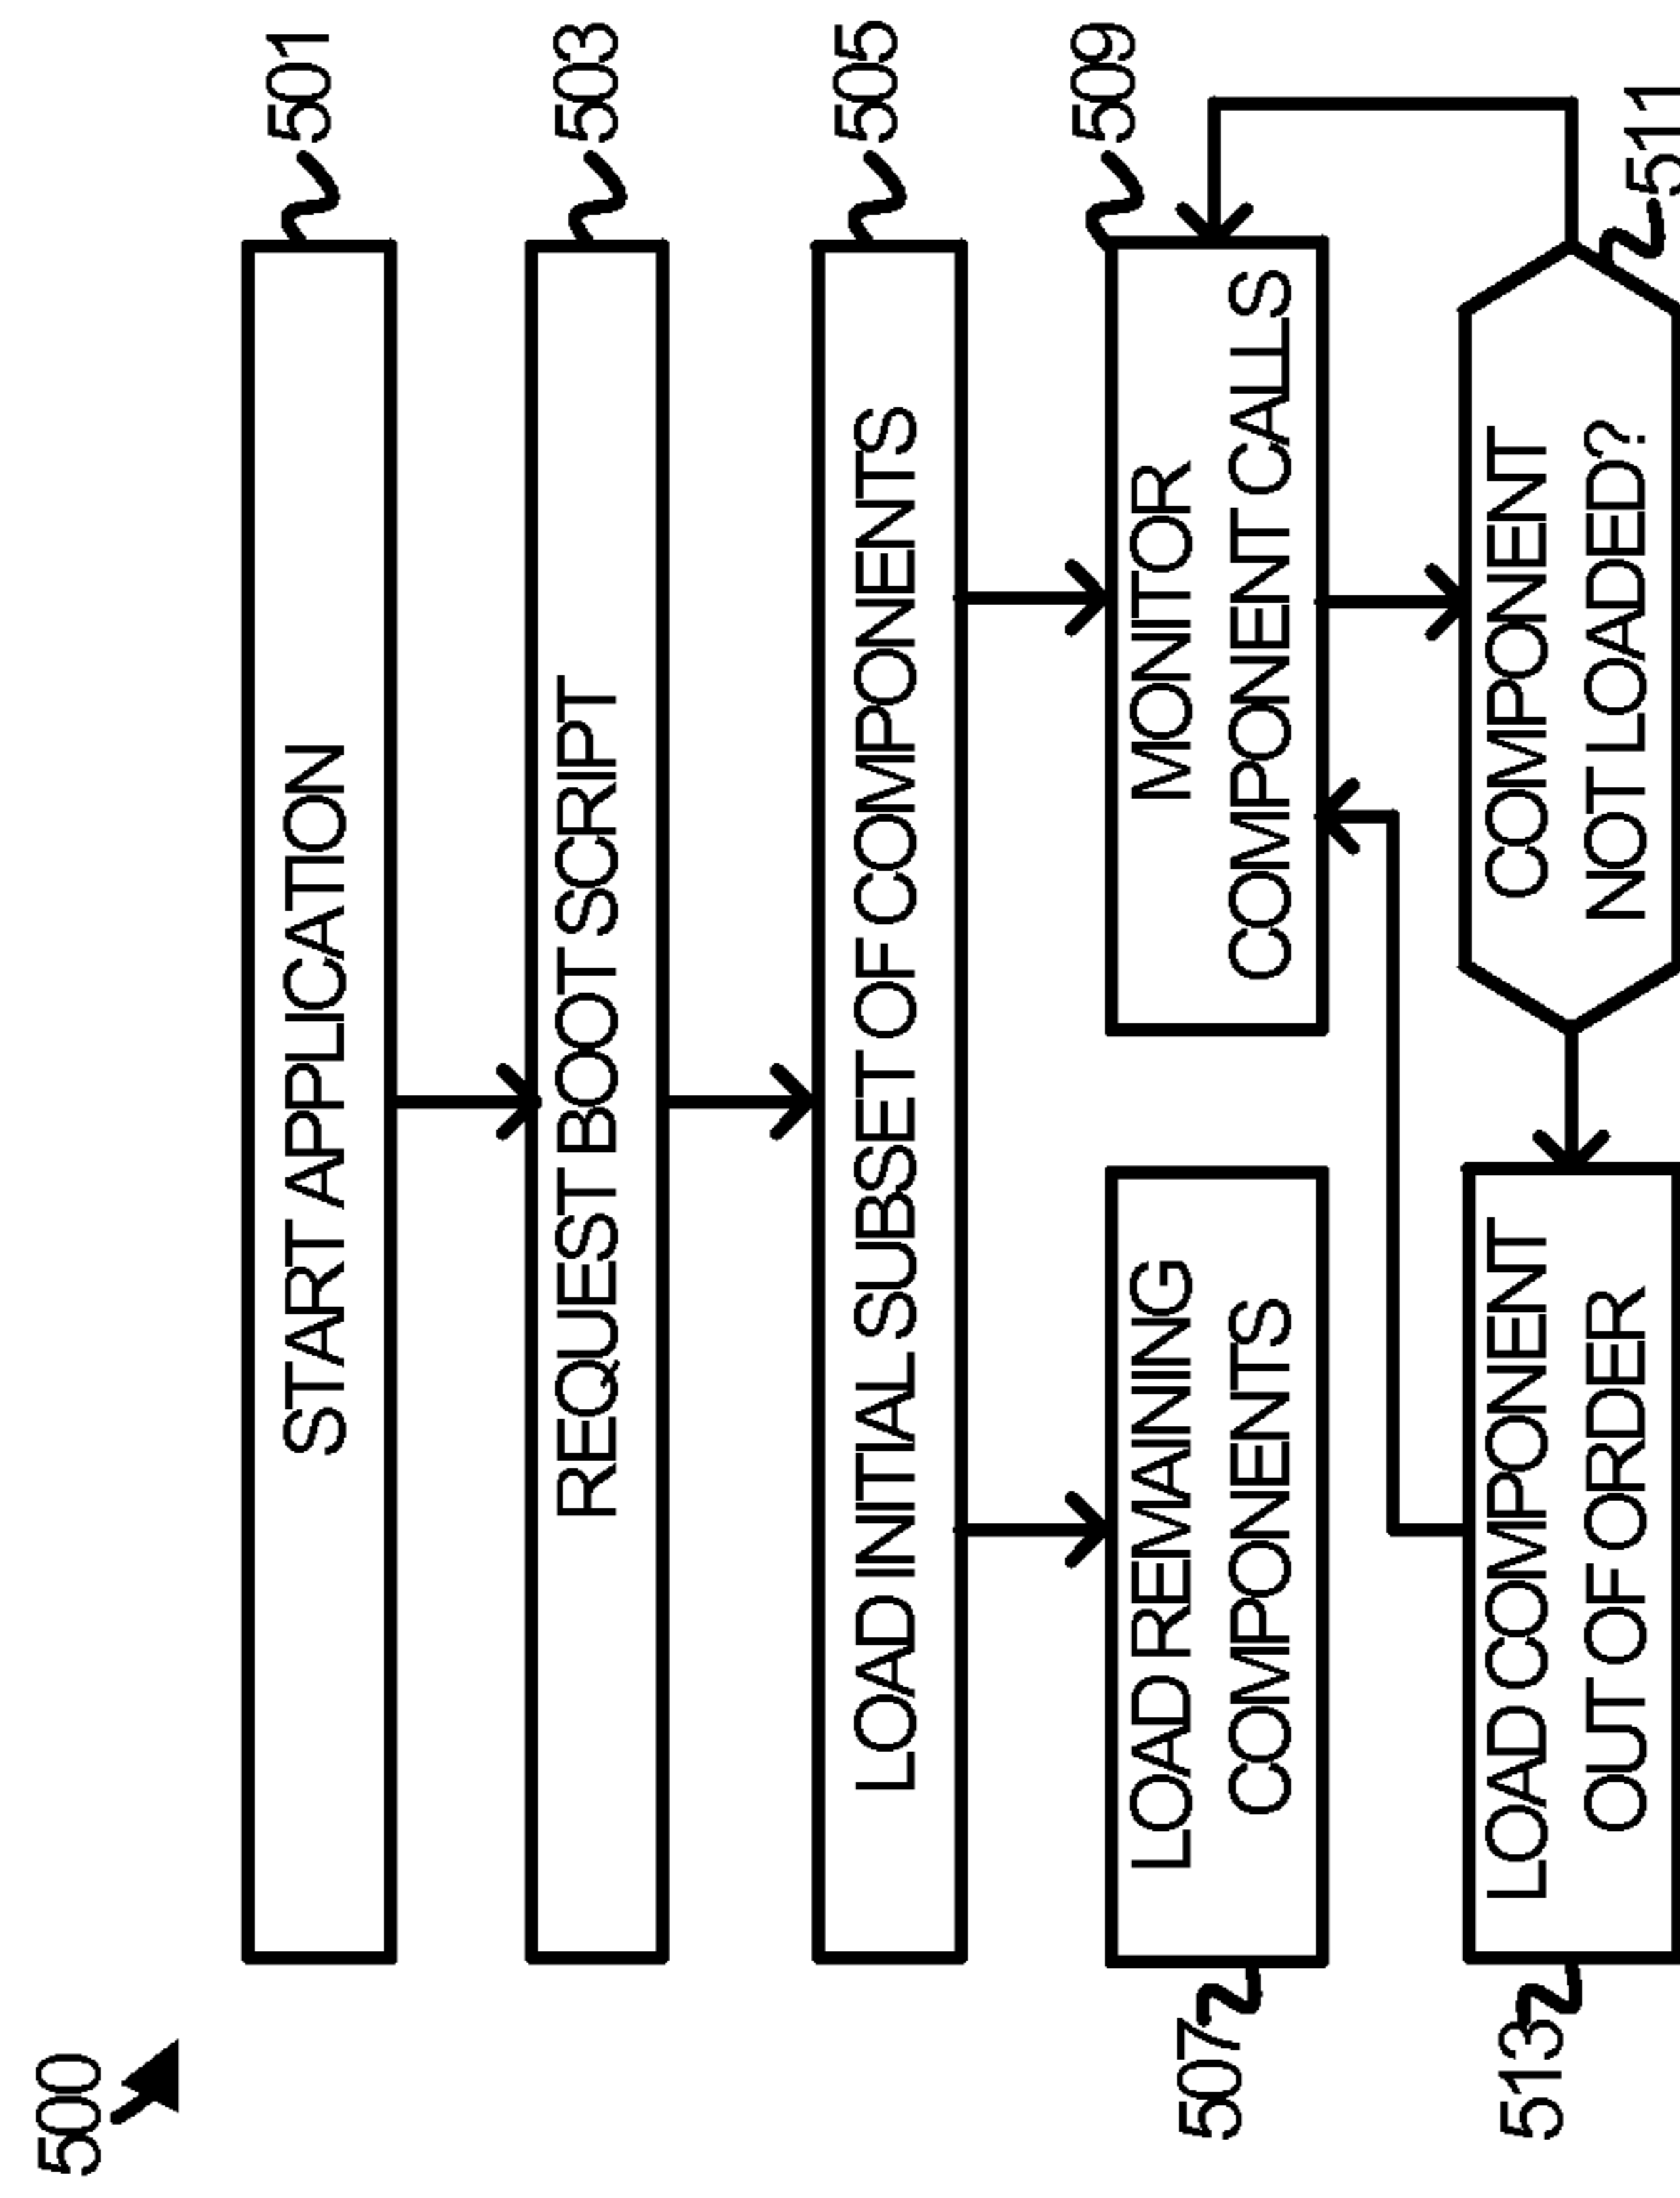 500
START APPLICATION
501
REQUEST BOOT SCRIPT
503
LOAD INITIAL SUBSET OF COMPONENTS
505
507
LOAD REMAINING
COMPONENTS
MONITOR
COMPONENT CALLS
509
513
LOAD COMPONENT
OUT OF ORDER
COMPONENT
NOT LOADED?
511